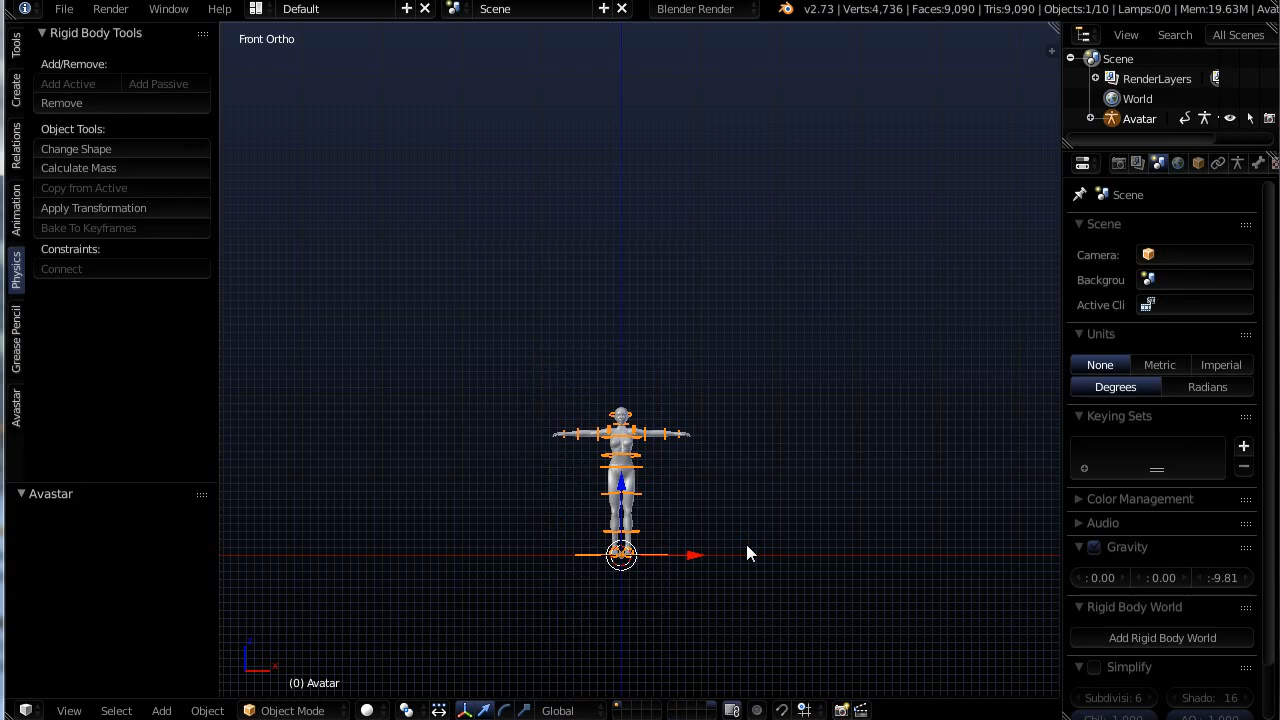 File Render Window Help Default Scene Blender Render v2.73 | Verts:4,736 | Faces:9,090 | Tris:9,090 | Objects:1/10 | Lamps:0/0 | Mem:19.63M | Avatar
Rigid Body Tools
Add/Remove:
Add Active Add Passive
Remove
Object Tools:
Change Shape
Calculate Mass
Copy from Active
Apply Transformation
Bake To Keyframes
Constraints:
Connect
Tools
Create
Relations
Animation
Physics
Grease Pencil
Avastar
Avastar
Front Ortho
(0) Avatar
z
x
View Select Add Object Object Mode Global
View Search All Scenes
Scene
RenderLayers
World
Avatar
Scene
Scene
Camera:
Backgrou
Active Cli
Units
None Metric Imperial
Degrees Radians
Keying Sets
Color Management
Audio
Gravity
: 0.00 : 0.00 :-9.81
Rigid Body World
Add Rigid Body World
Simplify
Subdivisi: 6 Shado: 16